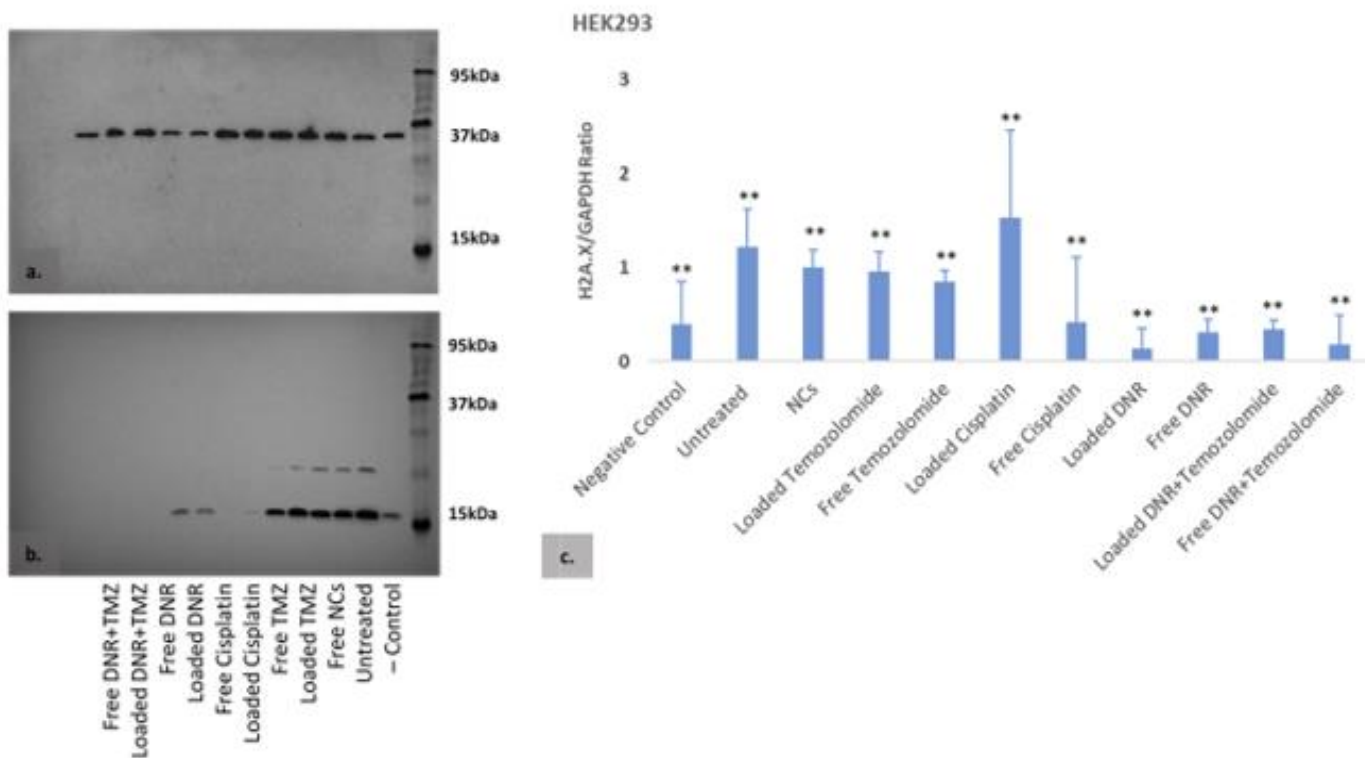 95kDa
37kDa
15kDa
a.
95kDa
37kDa
15kDa
b.
Free DNR+TMZ
Loaded DNR+TMZ
Free DNR
Loaded DNR
Free Cisplatin
Loaded Cisplatin
Free TMZ
Loaded TMZ
Free NCs
Untreated
– Control
HEK293
H2A.X/GAPDH Ratio
3
2
1
0
**
**
**
**
**
**
**
**
**
**
**
Negative Control
Untreated
NCs
Loaded Temozolomide
Free Temozolomide
Loaded Cisplatin
Free Cisplatin
Loaded DNR
Free DNR
Loaded DNR+Temozolomide
Free DNR+Temozolomide
c.